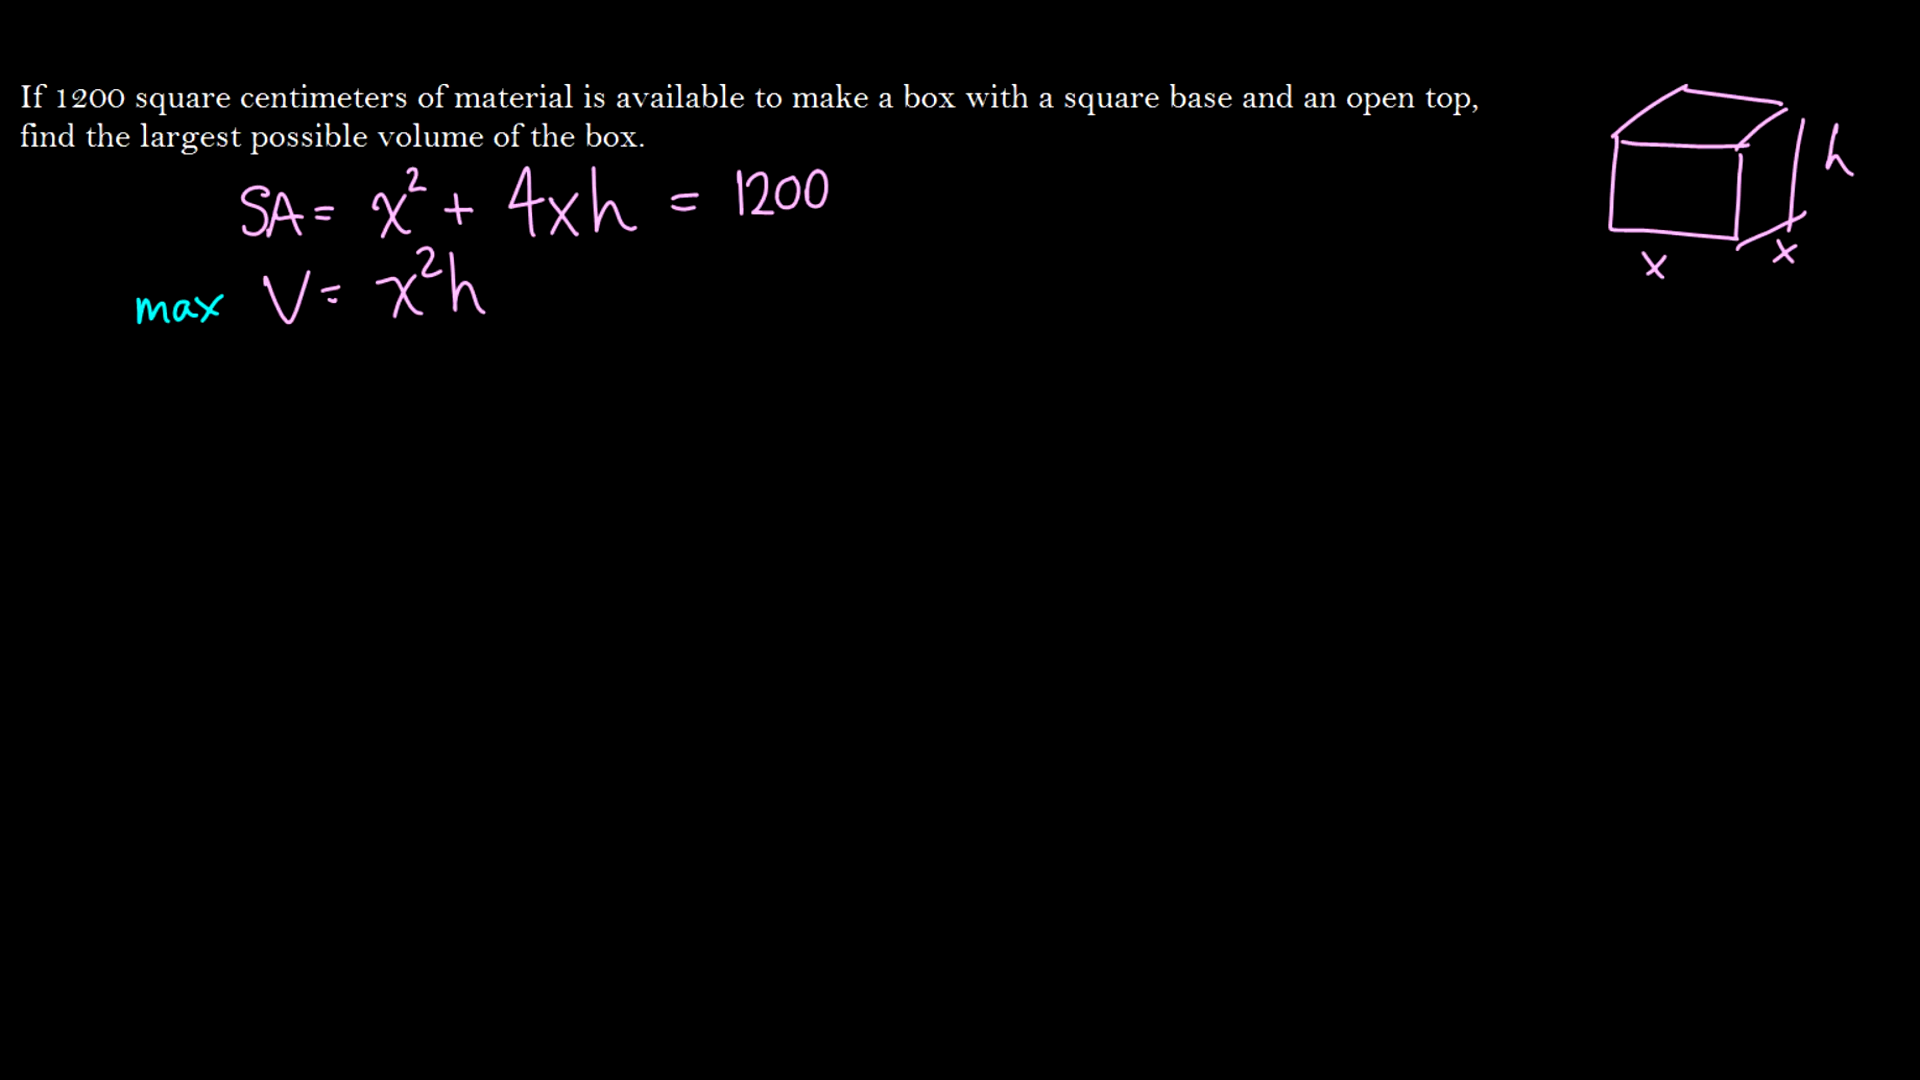 If 1200 square centimeters of material is available to make a box with a square base and an open top,
find the largest possible volume of the box.
SA = x² + 4xh = 1200
max V = x²h
h
x
x